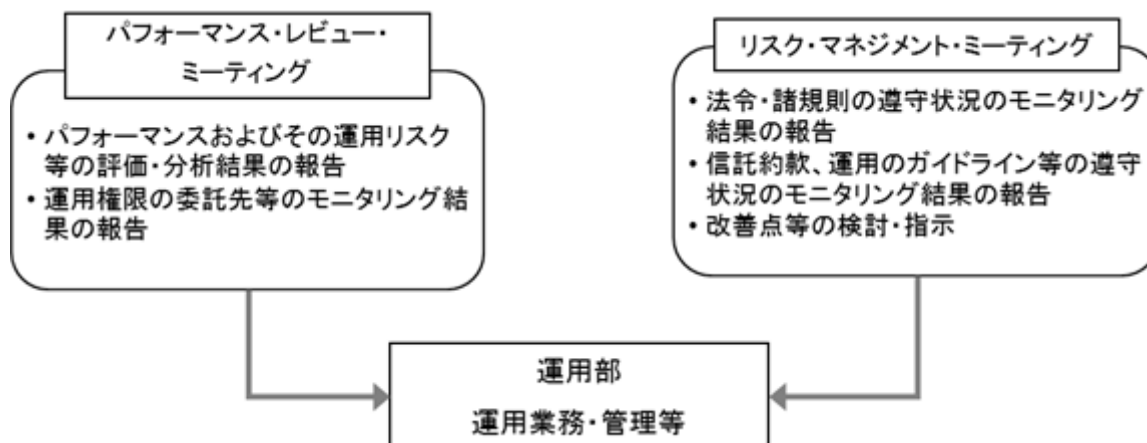 パフォーマンス・レビュー・
ミーティング
• パフォーマンスおよびその運用リスク
等の評価・分析結果の報告
• 運用権限の委託先等のモニタリング結
果の報告
リスク・マネジメント・ミーティング
• 法令・諸規則の遵守状況のモニタリング
結果の報告
• 信託約款、運用のガイドライン等の遵守
状況のモニタリング結果の報告
• 改善点等の検討・指示
運用部
運用業務・管理等